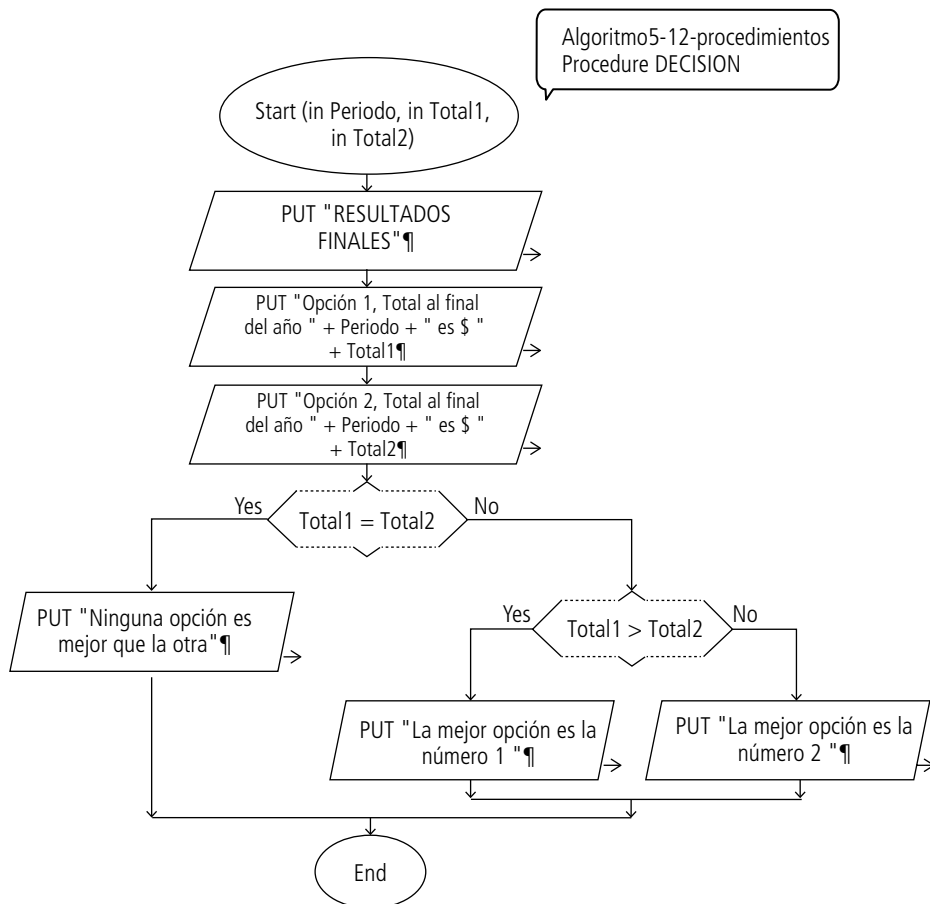 Algoritmo5-12-procedimientos
Procedure DECISION
Start (in Periodo, in Total1,
in Total2)
PUT "RESULTADOS
FINALES"¶
PUT "Opción 1, Total al final
del año " + Periodo + " es $ "
+ Total1¶
PUT "Opción 2, Total al final
del año " + Periodo + " es $ "
+ Total2¶
Yes
Total1 = Total2
No
PUT "Ninguna opción es
mejor que la otra"¶
Yes
Total1 > Total2
No
PUT "La mejor opción es la
número 1 "¶
PUT "La mejor opción es la
número 2 "¶
End